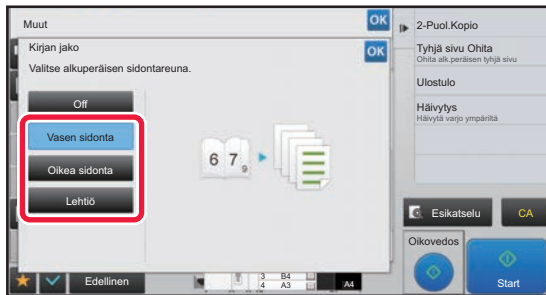 Muut
OK
Kirjan jako
OK
Valitse alkuperäisen sidontareuna.
Off
Vasen sidonta
Oikea sidonta
Lehtiö
6 7 9
2-Puol.Kopio
Tyhjä sivu Ohita
Ohita alk.peräisen tyhjä sivu
Ulostulo
Häivytys
Häivytä varjo ympäriltä
Esikatselu
CA
Oikovedos
Start
Edellinen
3 B4
4 A3
A4